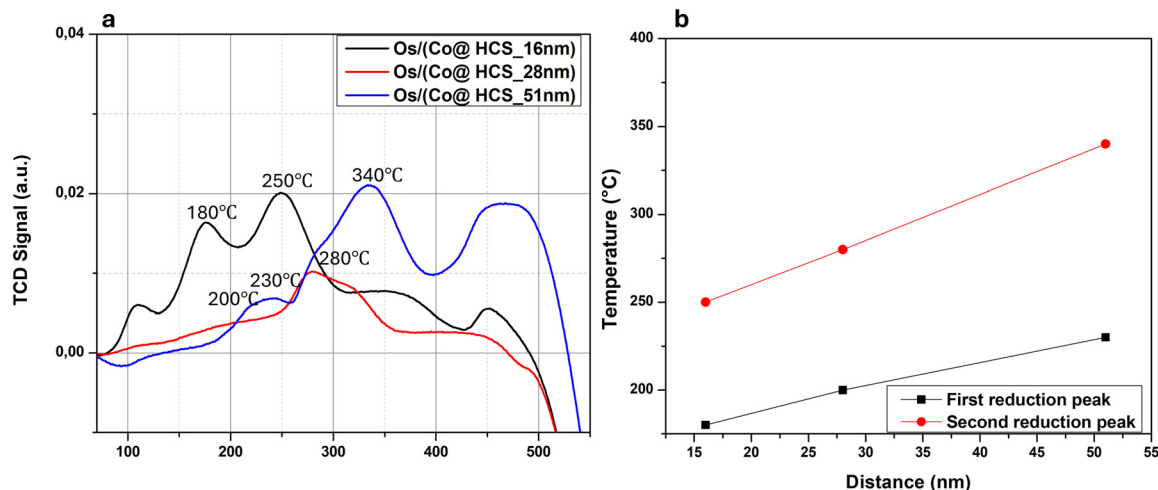 a
0,04
0,02
0,00
TCD Signal (a.u.)
Os/(Co@ HCS_16nm)
Os/(Co@ HCS_28nm)
Os/(Co@ HCS_51nm)
180℃
250℃
340℃
200℃
230℃
280℃
100 200 300 400 500
b
400
350
300
250
200
Temperature (°C)
First reduction peak
Second reduction peak
15 20 25 30 35 40 45 50 55
Distance (nm)